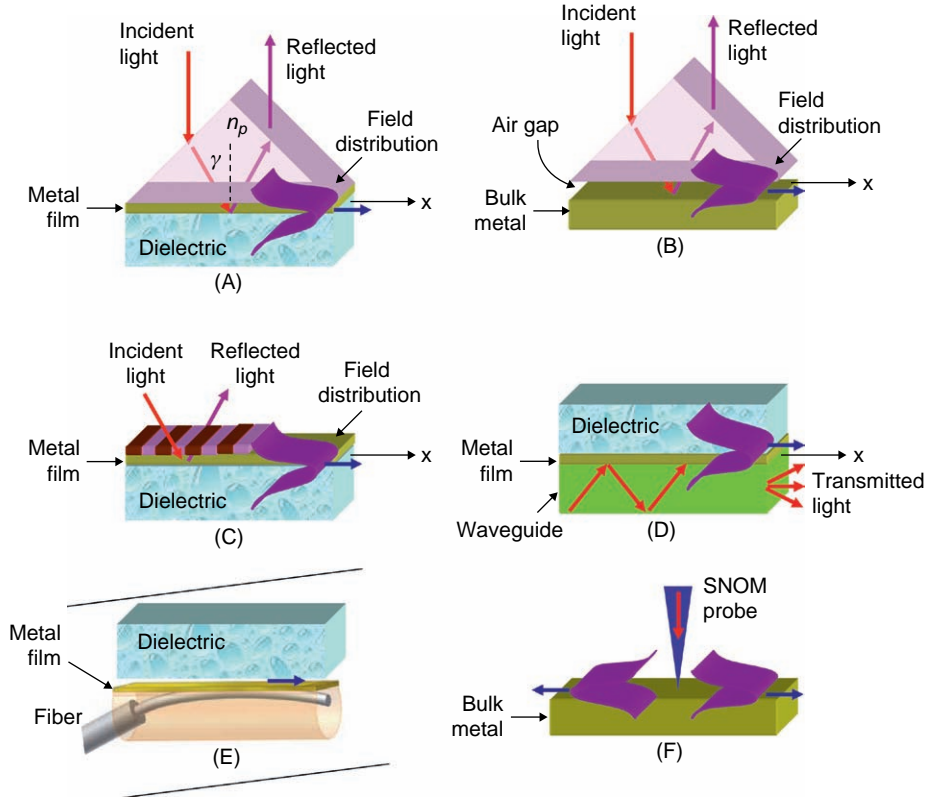 Incident
light
Reflected
light
n_p
γ
Field
distribution
Metal
film
x
Dielectric
(A)
Incident
light
Reflected
light
Air gap
Field
distribution
x
Bulk
metal
(B)
Incident
light
Reflected
light
Field
distribution
Metal
film
x
Dielectric
(C)
Dielectric
Metal
film
x
Transmitted
light
Waveguide
(D)
Metal
film
Dielectric
Fiber
(E)
SNOM
probe
Bulk
metal
(F)